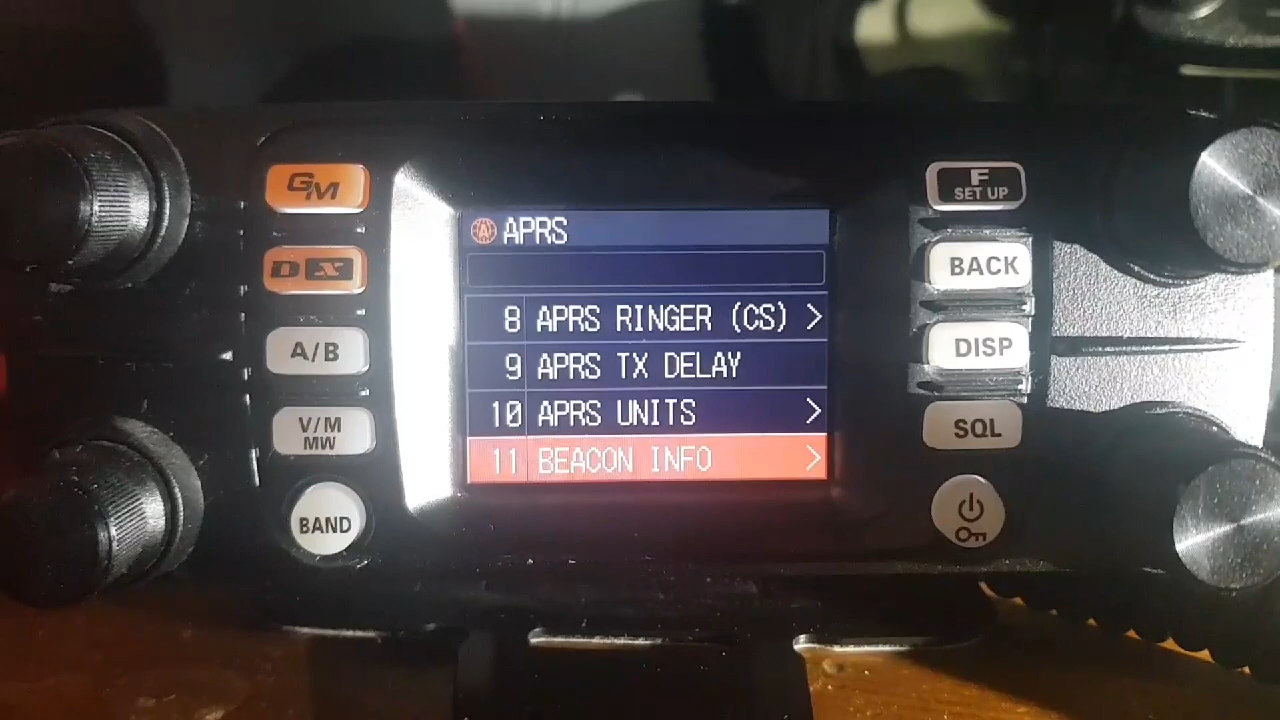 GM
DX
A/B
V/M
MW
BAND
APRS
8 APRS RINGER (CS) >
9 APRS TX DELAY
10 APRS UNITS >
11 BEACON INFO >
F
SET UP
BACK
DISP
SQL